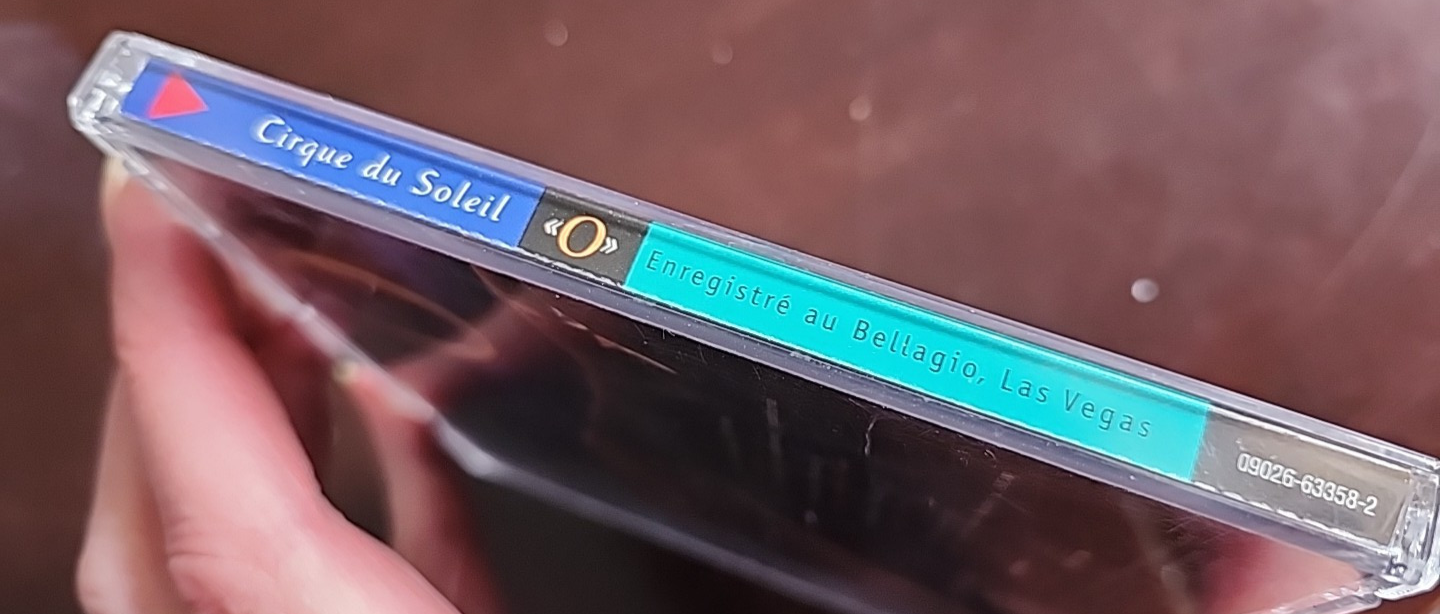 Cirque du Soleil «O» Enregistré au Bellagio, Las Vegas 09026-63358-2